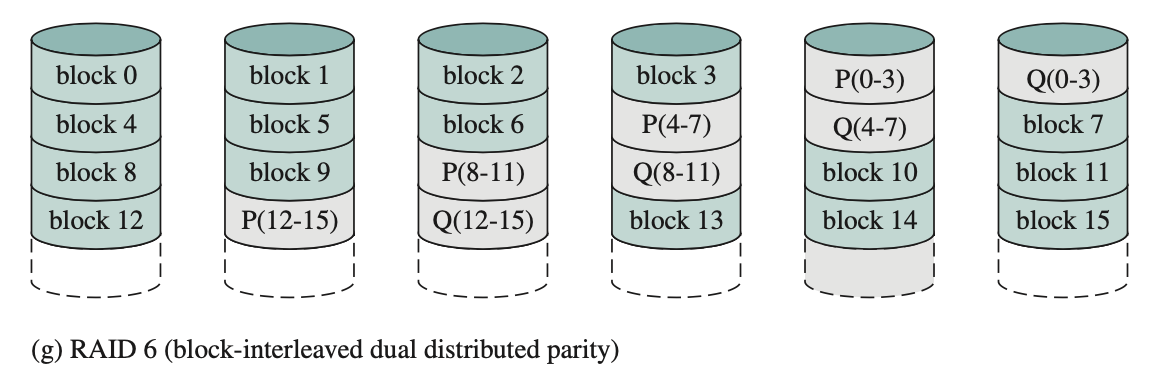 block 0 block 1 block 2 block 3 P(0-3) Q(0-3)
block 4 block 5 block 6 P(4-7) Q(4-7) block 7
block 8 block 9 P(8-11) Q(8-11) block 10 block 11
block 12 P(12-15) Q(12-15) block 13 block 14 block 15
(g) RAID 6 (block-interleaved dual distributed parity)